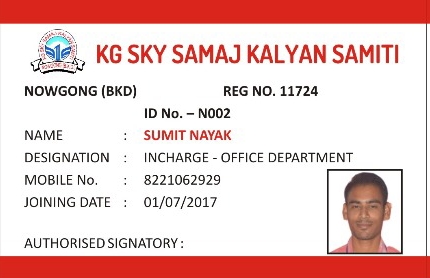 KG SKY SAMAJ KALYAN SAMITI
NOWGONG (BKD) REG NO. 11724
ID No. – N002
NAME : SUMIT NAYAK
DESIGNATION : INCHARGE - OFFICE DEPARTMENT
MOBILE No. : 8221062929
JOINING DATE : 01/07/2017
AUTHORISED SIGNATORY :